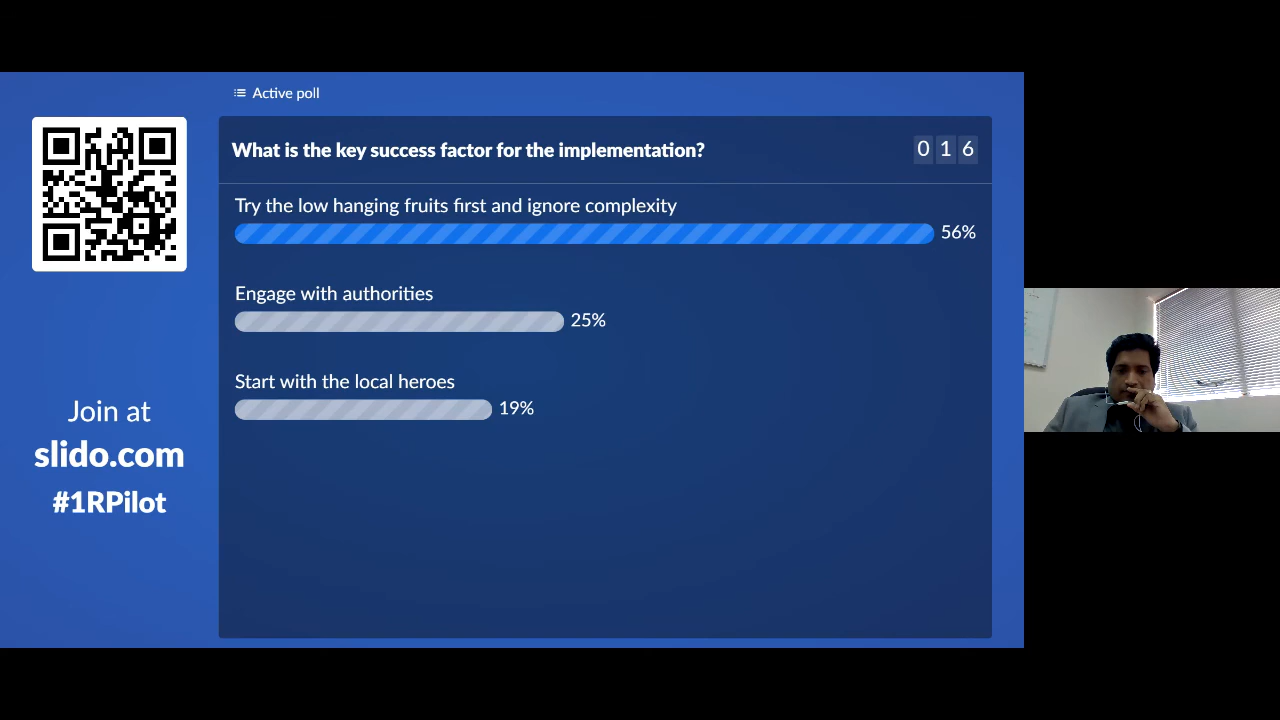 Active poll
What is the key success factor for the implementation?
0 1 6
Try the low hanging fruits first and ignore complexity
56%
Engage with authorities
25%
Start with the local heroes
19%
Join at
slido.com
#1RPilot